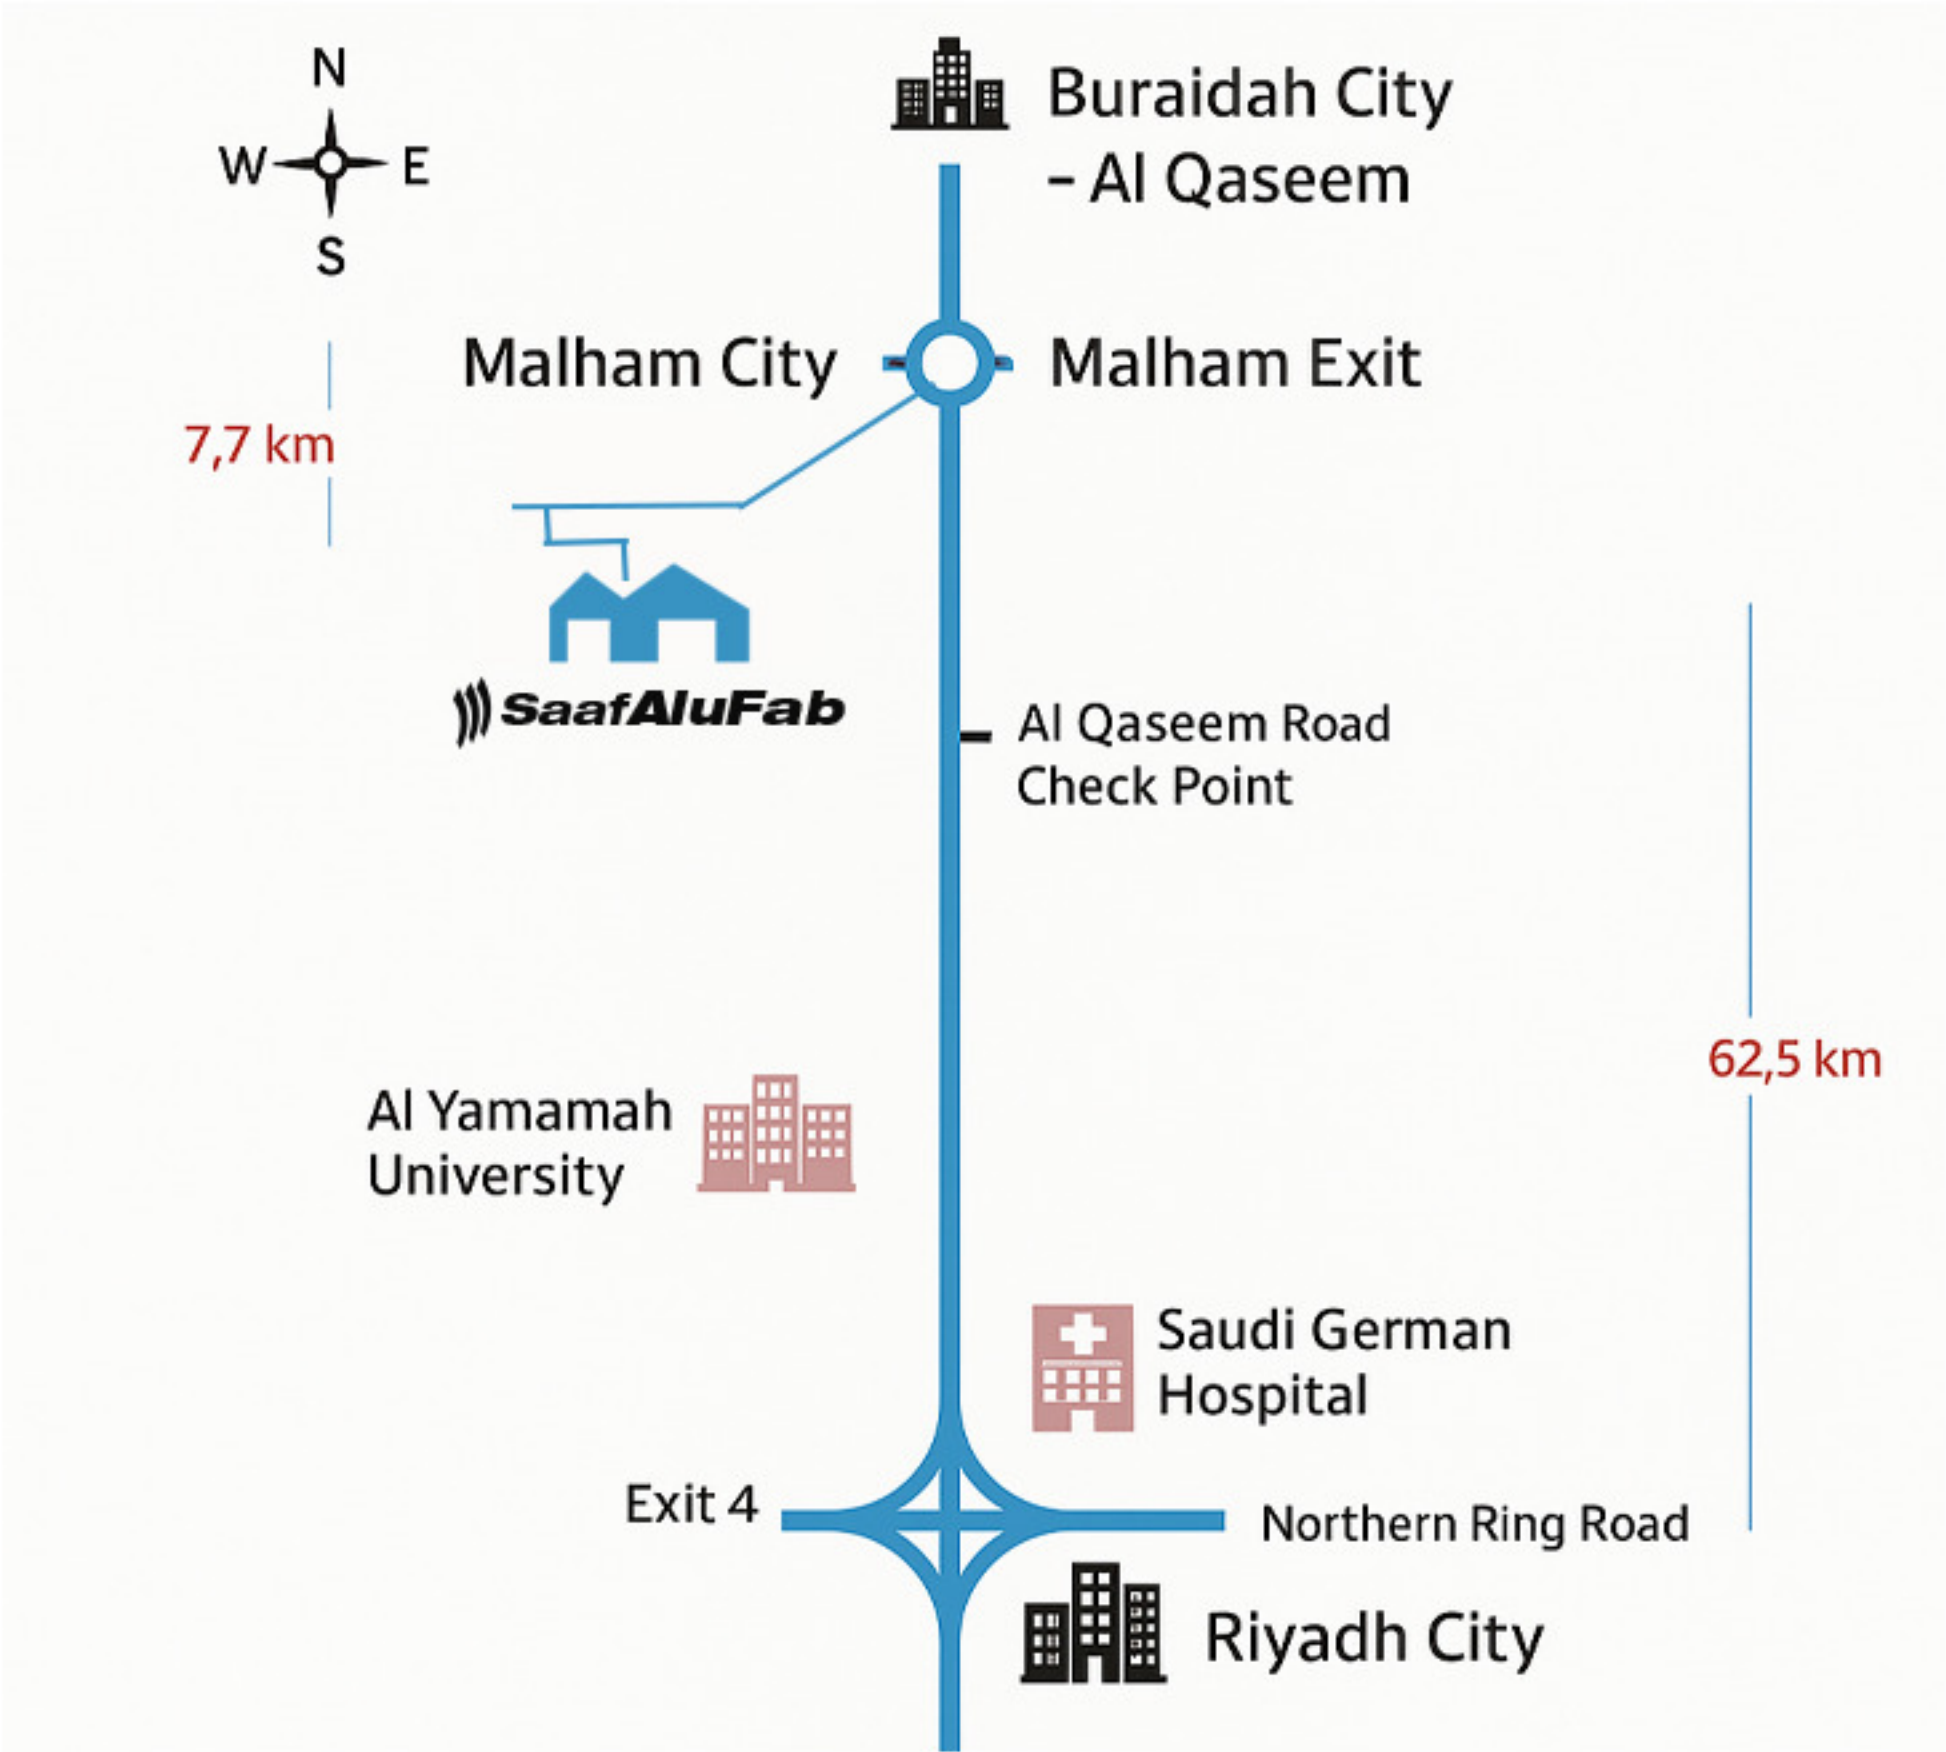 N
W E
S
Buraidah City
– Al Qaseem
Malham City
Malham Exit
7,7 km
SaafAluFab
Al Qaseem Road
Check Point
62,5 km
Al Yamamah
University
Saudi German
Hospital
Exit 4
Northern Ring Road
Riyadh City